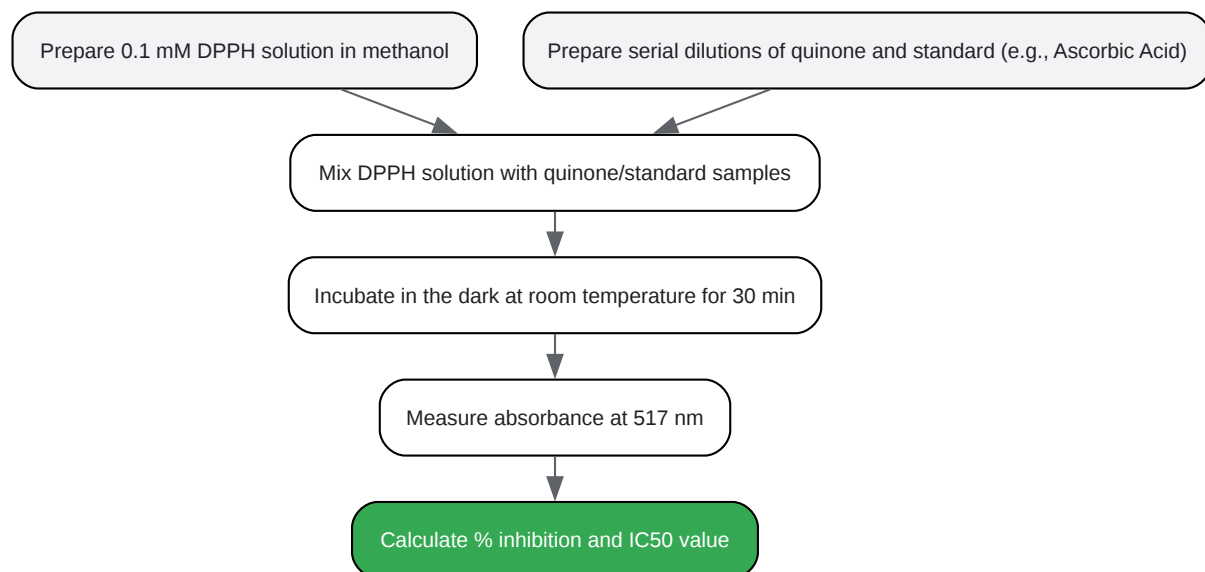 Prepare 0.1 mM DPPH solution in methanol
Prepare serial dilutions of quinone and standard (e.g., Ascorbic Acid)
Mix DPPH solution with quinone/standard samples
Incubate in the dark at room temperature for 30 min
Measure absorbance at 517 nm
Calculate % inhibition and IC50 value